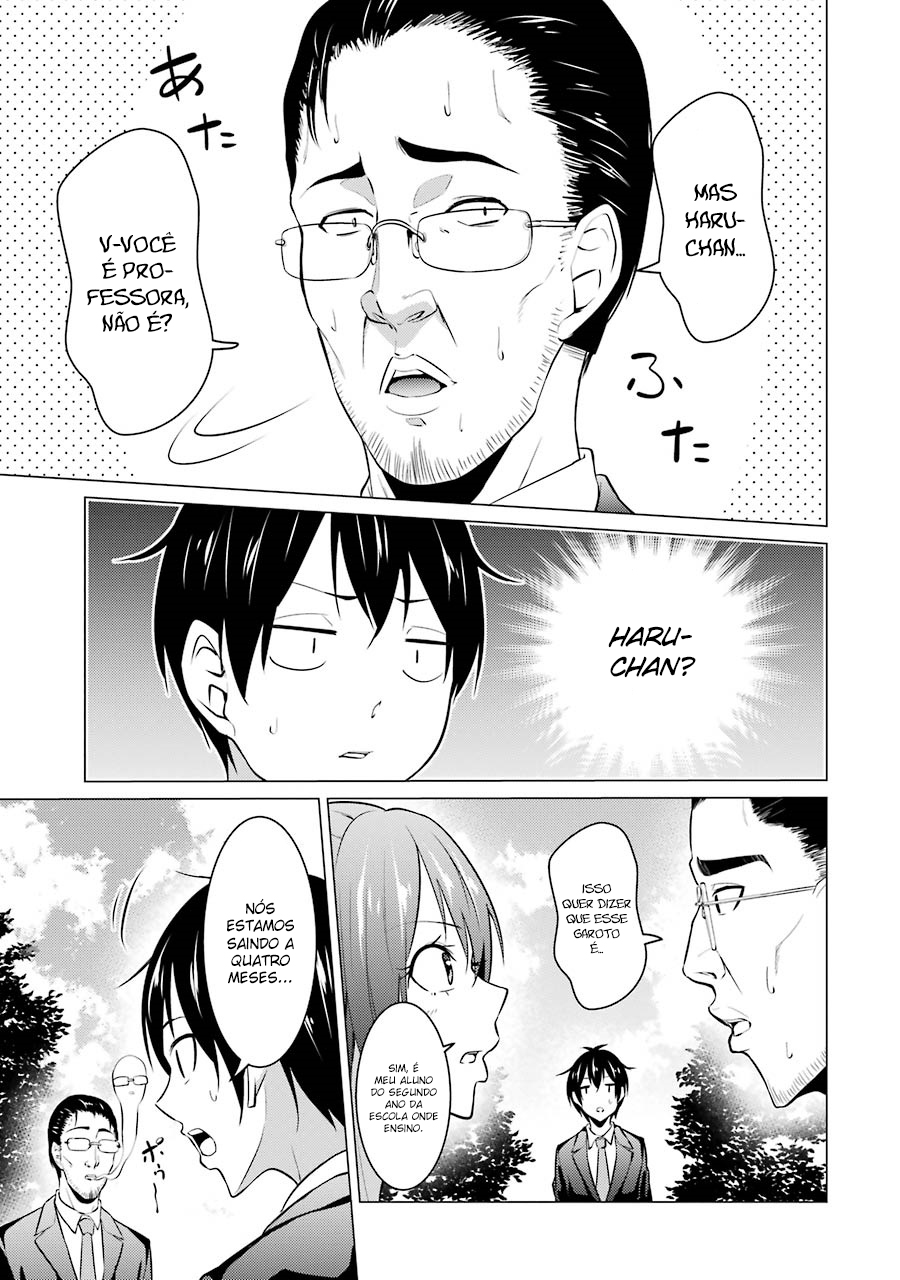 MAS
HARU-
CHAN...
ふ
た
あ
た
V-VOCÊ
É PRO-
FESSORA,
NÃO É?
HARU-
CHAN?
ISSO
QUER DIZER
QUE ESSE
GAROTO
É...
SIM, É
MEU ALUNO
DO SEGUNDO
ANO DA
ESCOLA ONDE
ENSINO.
NÓS
ESTAMOS
SAINDO A
QUATRO
MESES...
ポゥ〜